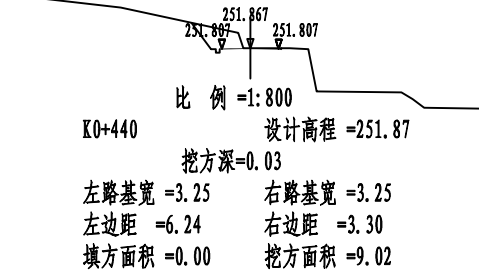 251.867
251.807 251.807
比 例 =1:800
K0+440 设计高程 =251.87
挖方深=0.03
左路基宽 =3.25 右路基宽 =3.25
左边距 =6.24 右边距 =3.30
填方面积 =0.00 挖方面积 =9.02